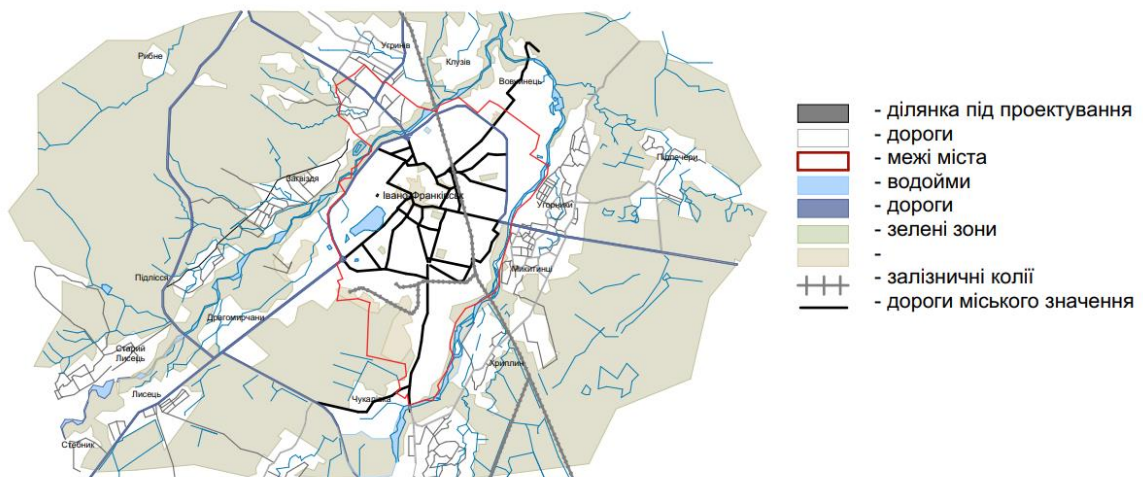 Угринів
Рибне
Клузів
Вовчинець
Підпечери
Загвіздя
Івано-Франківськ
Угорники
Микитинці
Підлісся
Драгомирчани
Старий
Лисець
Хриплин
Лисець
Чукалівка
Стебник
- ділянка під проектування
- дороги
- межі міста
- водойми
- дороги
- зелені зони
-
- залізничні колії
- дороги міського значення